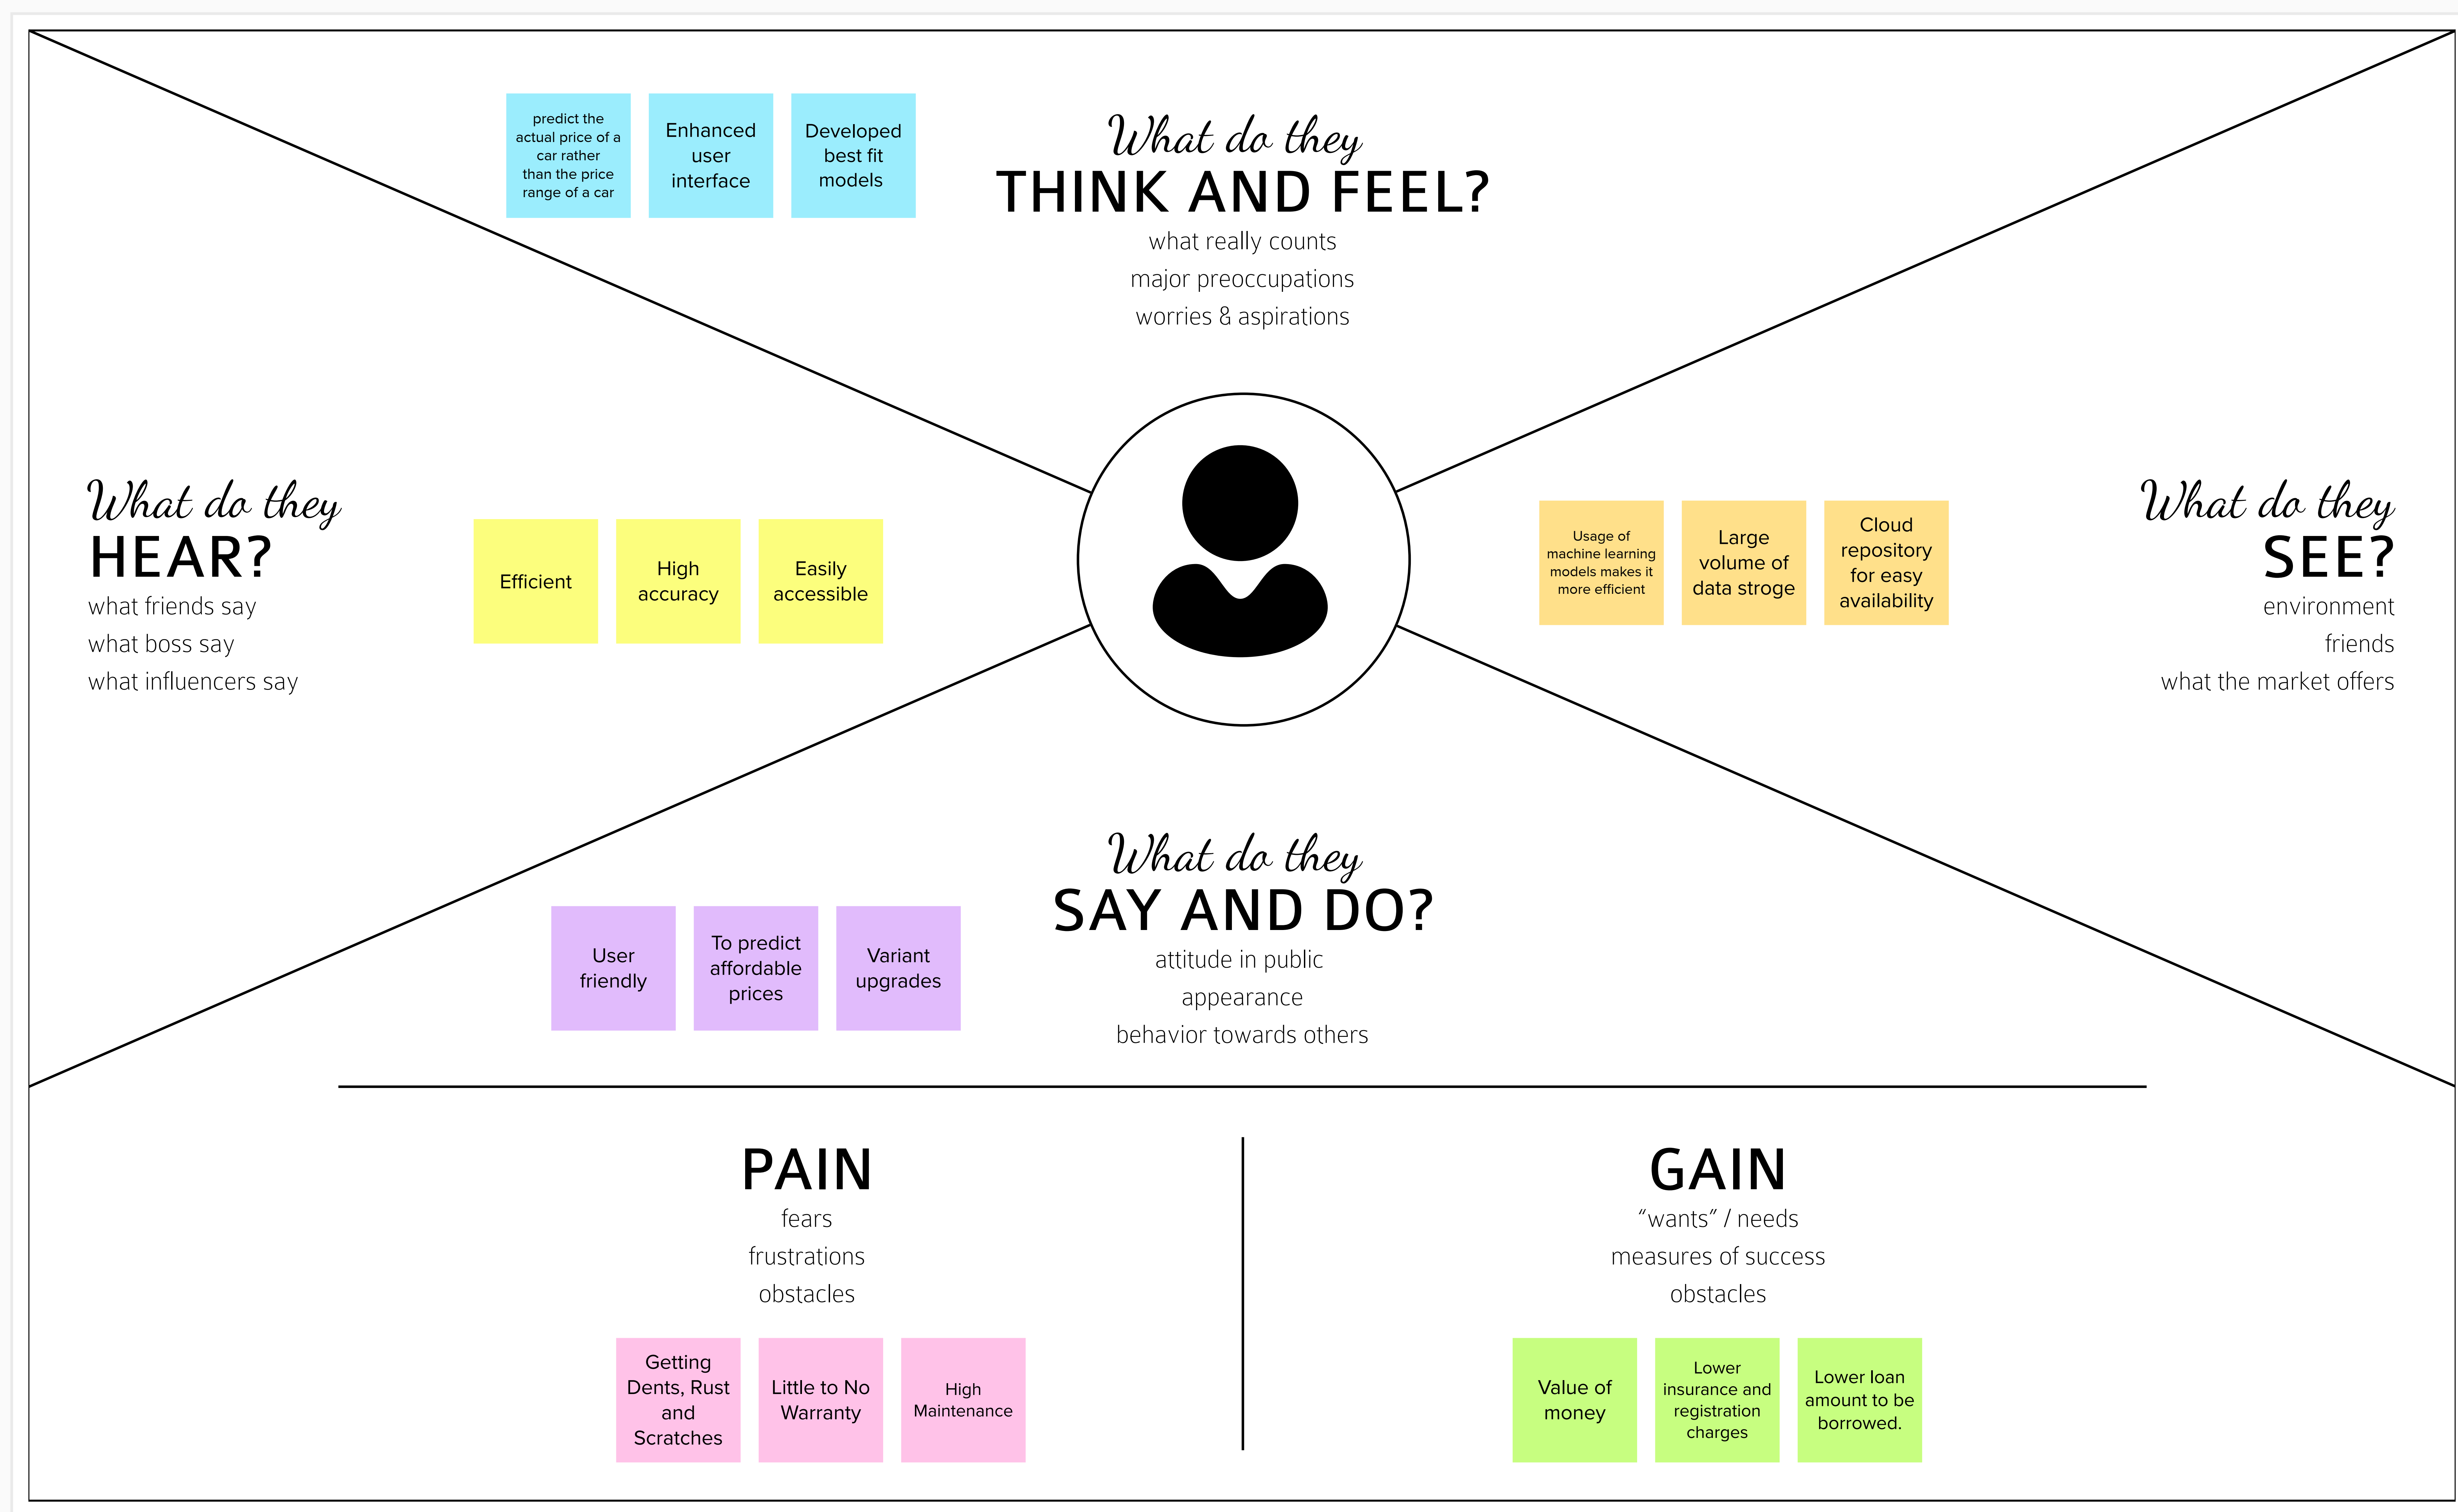 predict the
actual price of a
car rather
than the price
range of a car
Enhanced
user
interface
Developed
best fit
models
What do they
THINK AND FEEL?
what really counts
major preoccupations
worries & aspirations
What do they
HEAR?
what friends say
what boss say
what influencers say
Efficient
High
accuracy
Easily
accessible
Usage of
machine learning
models makes it
more efficient
Large
volume of
data stroge
Cloud
repository
for easy
availability
What do they
SEE?
environment
friends
what the market offers
What do they
SAY AND DO?
attitude in public
appearance
behavior towards others
User
friendly
To predict
affordable
prices
Variant
upgrades
PAIN
fears
frustrations
obstacles
Getting
Dents, Rust
and
Scratches
Little to No
Warranty
High
Maintenance
GAIN
“wants” / needs
measures of success
obstacles
Value of
money
Lower
insurance and
registration
charges
Lower loan
amount to be
borrowed.